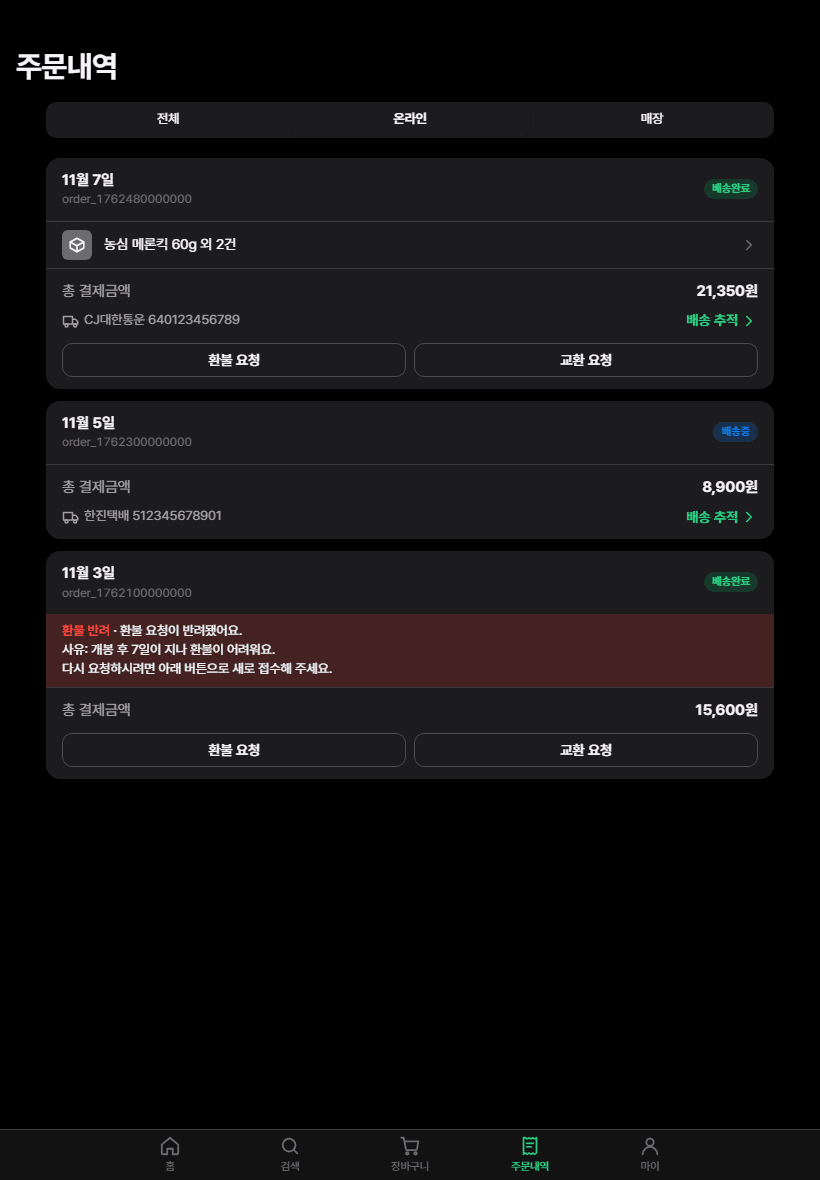 주문내역
전체 온라인 매장
11월 7일
order_1762480000000
배송완료
농심 메론킥 60g 외 2건
총 결제금액 21,350원
CJ대한통운 640123456789 배송 추적
환불 요청 교환 요청
11월 5일
order_1762300000000
배송중
총 결제금액 8,900원
한진택배 512345678901 배송 추적
11월 3일
order_1762100000000
배송완료
환불 반려 · 환불 요청이 반려됐어요.
사유: 개봉 후 7일이 지나 환불이 어려워요.
다시 요청하시려면 아래 버튼으로 새로 접수해 주세요.
총 결제금액 15,600원
환불 요청 교환 요청
홈 검색 장바구니 주문내역 마이